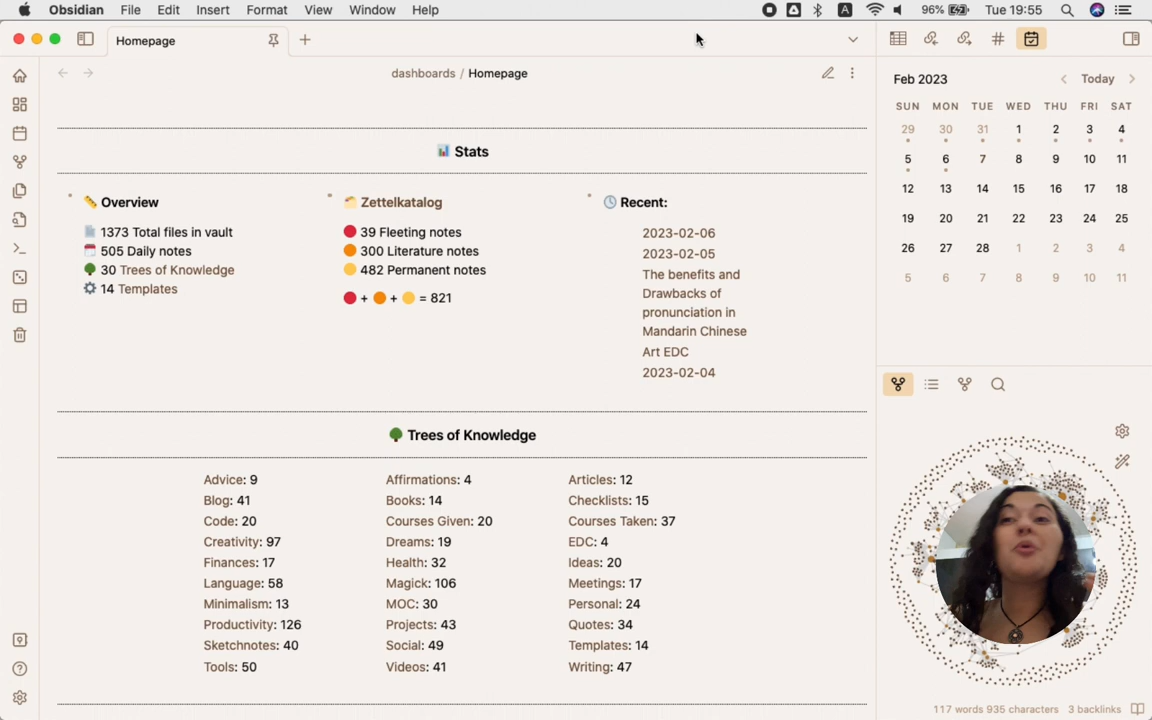 Obsidian File Edit Insert Format View Window Help
A 96% Tue 19:55
Homepage
dashboards / Homepage
📊 Stats
✏️ Overview
📄 1373 Total files in vault
🗓️ 505 Daily notes
🌳 30 Trees of Knowledge
⚙️ 14 Templates
🗂️ Zettelkatalog
🔴 39 Fleeting notes
🟠 300 Literature notes
🟡 482 Permanent notes
🔴 + 🟠 + 🟡 = 821
🕒 Recent:
2023-02-06
2023-02-05
The benefits and
Drawbacks of
pronunciation in
Mandarin Chinese
Art EDC
2023-02-04
🌳 Trees of Knowledge
Advice: 9 Affirmations: 4 Articles: 12
Blog: 41 Books: 14 Checklists: 15
Code: 20 Courses Given: 20 Courses Taken: 37
Creativity: 97 Dreams: 19 EDC: 4
Finances: 17 Health: 32 Ideas: 20
Language: 58 Magick: 106 Meetings: 17
Minimalism: 13 MOC: 30 Personal: 24
Productivity: 126 Projects: 43 Quotes: 34
Sketchnotes: 40 Social: 49 Templates: 14
Tools: 50 Videos: 41 Writing: 47
Feb 2023 < Today >
SUN MON TUE WED THU FRI SAT
29 30 31 1 2 3 4
5 6 7 8 9 10 11
12 13 14 15 16 17 18
19 20 21 22 23 24 25
26 27 28 1 2 3 4
5 6 7 8 9 10 11
117 words 935 characters 3 backlinks